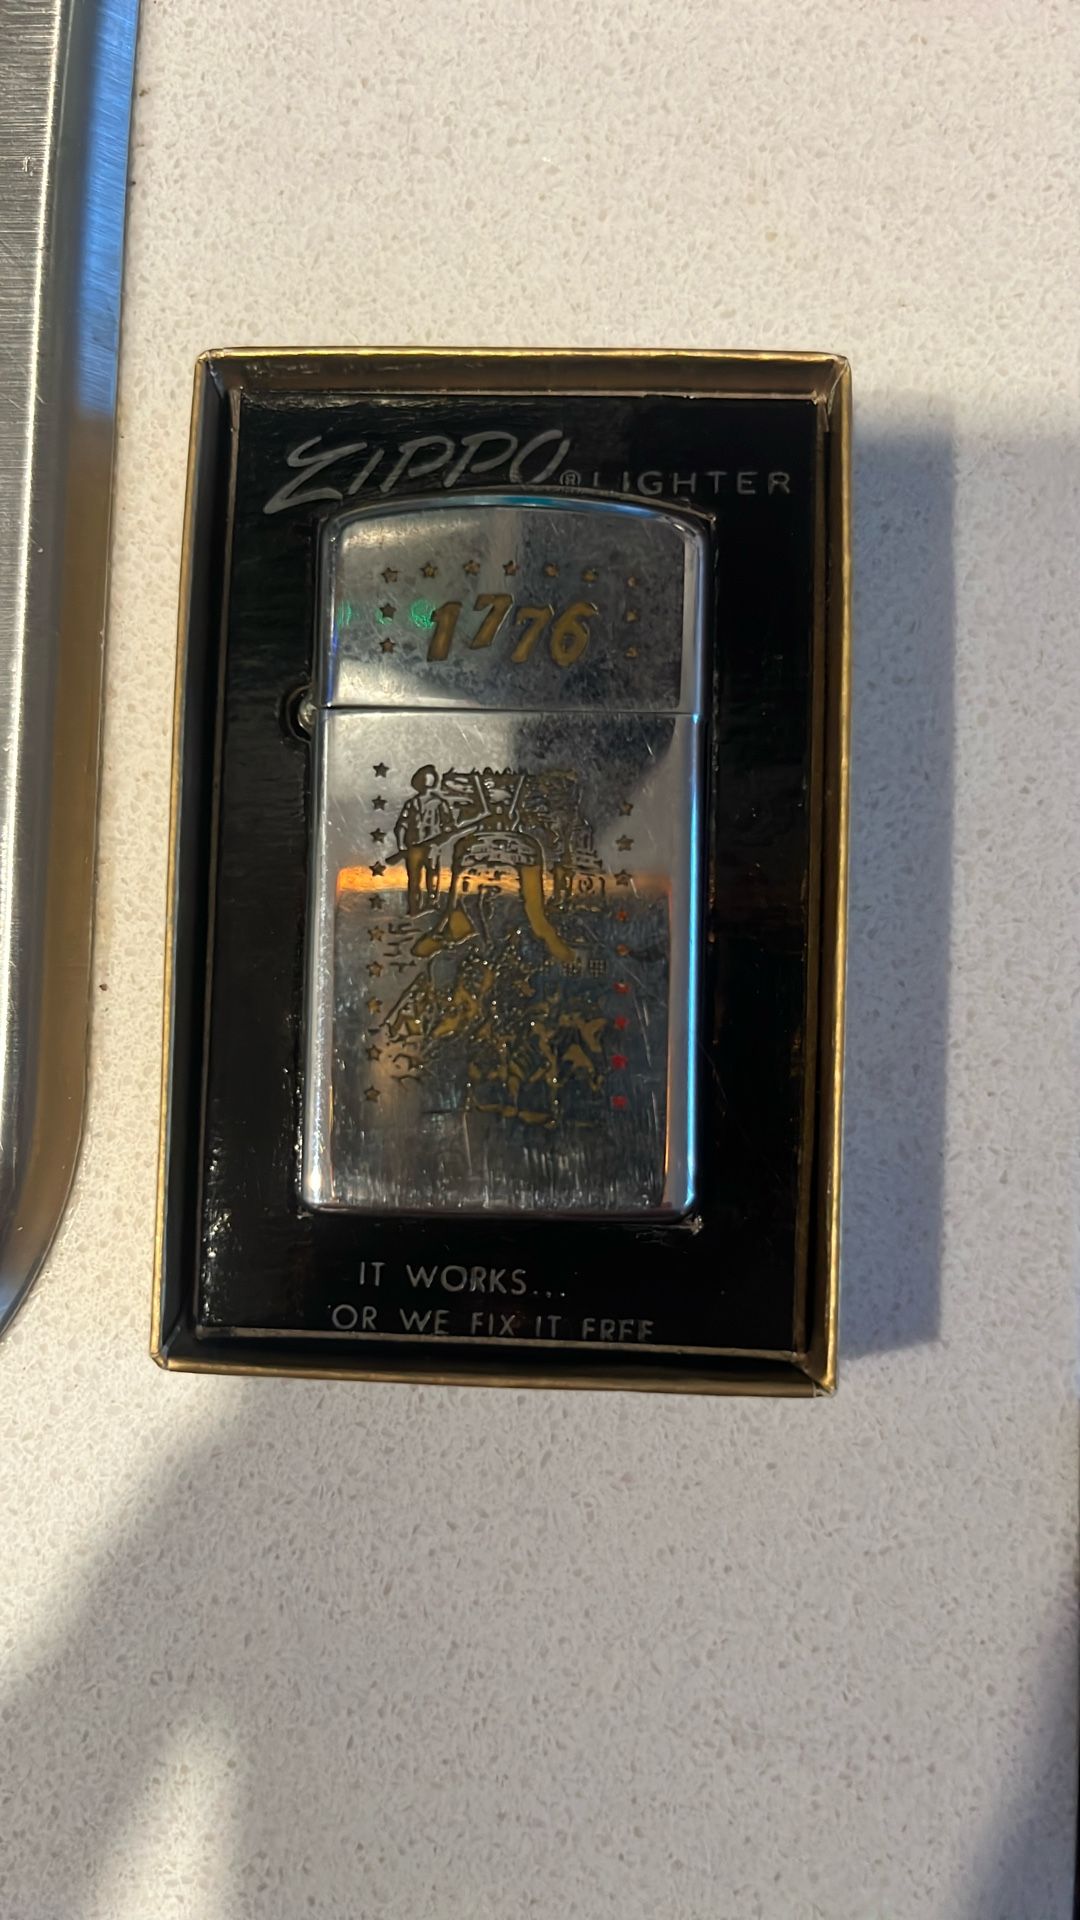 ZIPPO® LIGHTER
1776
IT WORKS...
OR WE FIX IT FREE